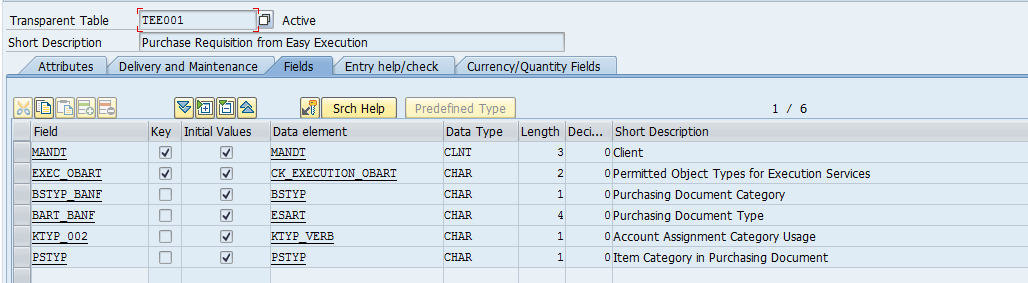 Transparent Table TEE001 Active
Short Description Purchase Requisition from Easy Execution
Attributes Delivery and Maintenance Fields Entry help/check Currency/Quantity Fields
Srch Help Predefined Type 1 / 6
Field Key Initial Values Data element Data Type Length Deci... Short Description
MANDT MANDT CLNT 3 0 Client
EXEC_OBART CK_EXECUTION_OBART CHAR 2 0 Permitted Object Types for Execution Services
BSTYP_BANF BSTYP CHAR 1 0 Purchasing Document Category
BART_BANF ESART CHAR 4 0 Purchasing Document Type
KTYP_002 KTYP_VERB CHAR 1 0 Account Assignment Category Usage
PSTYP PSTYP CHAR 1 0 Item Category in Purchasing Document